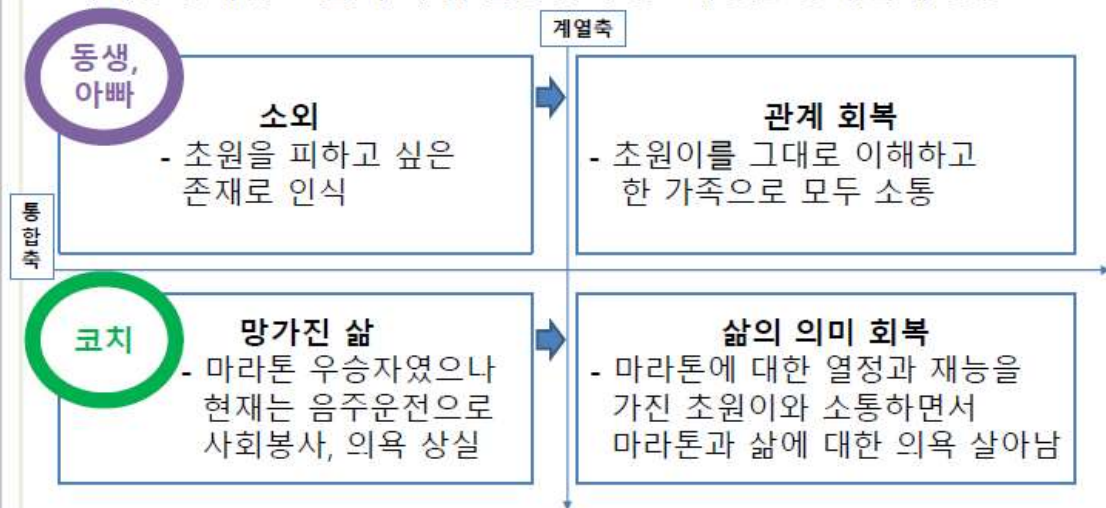 계열축
동생,
아빠
소외
- 초원을 피하고 싶은
존재로 인식
관계 회복
- 초원이를 그대로 이해하고
한 가족으로 모두 소통
통
합
축
코치
망가진 삶
- 마라톤 우승자였으나
현재는 음주운전으로
사회봉사, 의욕 상실
삶의 의미 회복
- 마라톤에 대한 열정과 재능을
가진 초원이와 소통하면서
마라톤과 삶에 대한 의욕 살아남